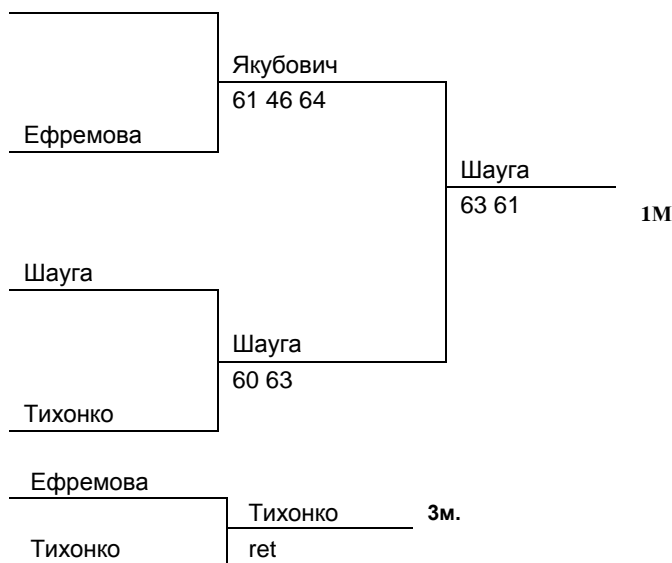 Якубович
61 46 64
Ефремова
Шауга
63 61
1М
Шауга
Шауга
60 63
Тихонко
Ефремова
Тихонко 3м.
Тихонко ret